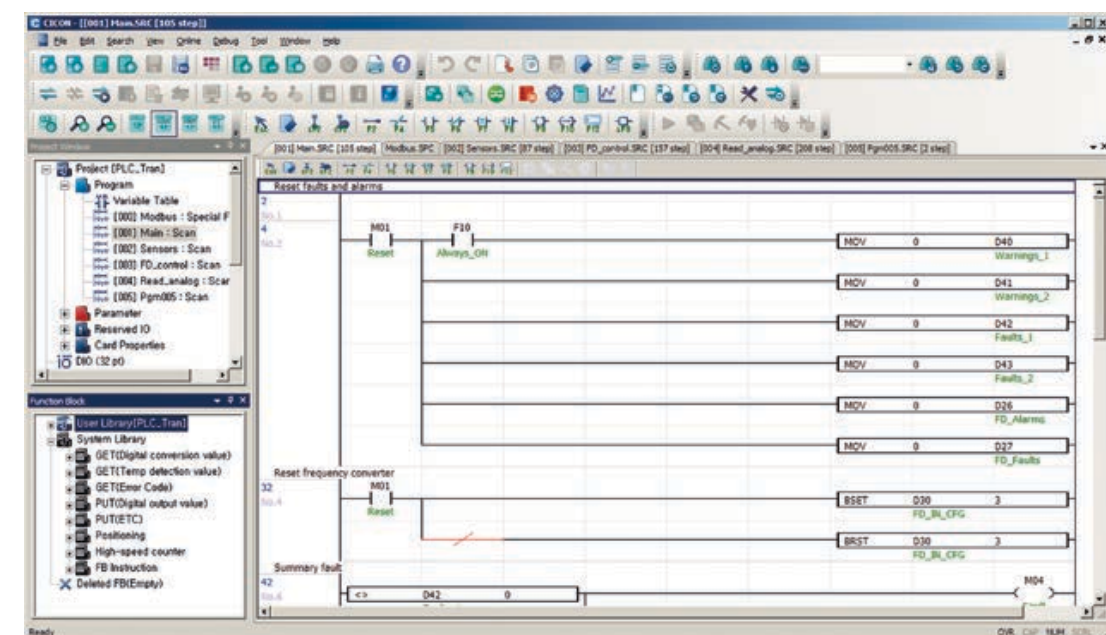 CICON - [[001] Main.SRC [105 step]]
File Edit Search View Online Debug Tool Window Help
Project Window
[001] Main.SRC [105 step] Modbus.SPC [002] Sensors.SRC [87 step] [003] FD_control.SRC [157 step] [004] Read_analog.SRC [208 step] [005] Pgm005.SRC [2 step]
Project [PLC_Tran]
Program
Variable Table
[000] Modbus : Special F
[001] Main : Scan
[002] Sensors : Scan
[003] FD_control : Scan
[004] Read_analog : Scar
[005] Pgm005 : Scan
Parameter
Reserved IO
Card Properties
DIO (32 pt)
Function Block
User Library[PLC_Tran]
System Library
GET(Digital conversion value)
GET(Temp detection value)
GET(Error Code)
PUT(Digital output value)
PUT(ETC)
Positioning
High-speed counter
FB Instruction
Deleted FB(Empty)
Reset faults and alarms
2
No.1
4
No.2
M01 F10
Reset Always_ON
MOV 0 D40
Warnings_1
MOV 0 D41
Warnings_2
MOV 0 D42
Faults_1
MOV 0 D43
Faults_2
MOV 0 D26
FD_Alarms
MOV 0 D27
FD_Faults
Reset frequency converter
32
No.4
M01
Reset
BSET D30 3
FD_IN_CFG
BRST D30 3
FD_IN_CFG
Summary fault
42
No.6
<> D42 0
M04
Ready
OVR CAP NUM SCRL